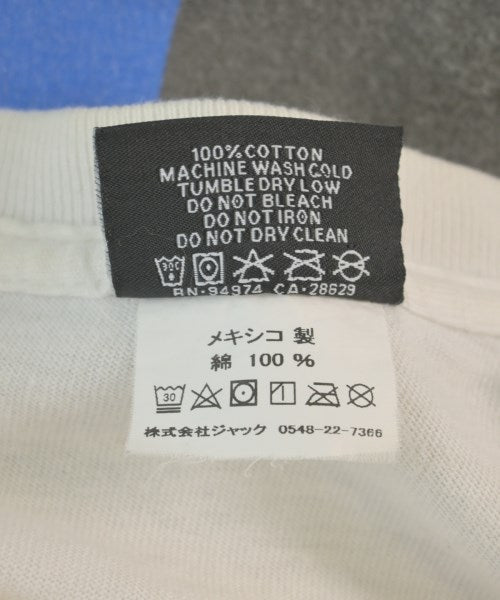 100% COTTON
MACHINE WASH COLD
TUMBLE DRY LOW
DO NOT BLEACH
DO NOT IRON
DO NOT DRY CLEAN
30C
RN-94974 CA-28629
メキシコ 製
綿 100 %
30
株式会社ジャック 0548-22-7366